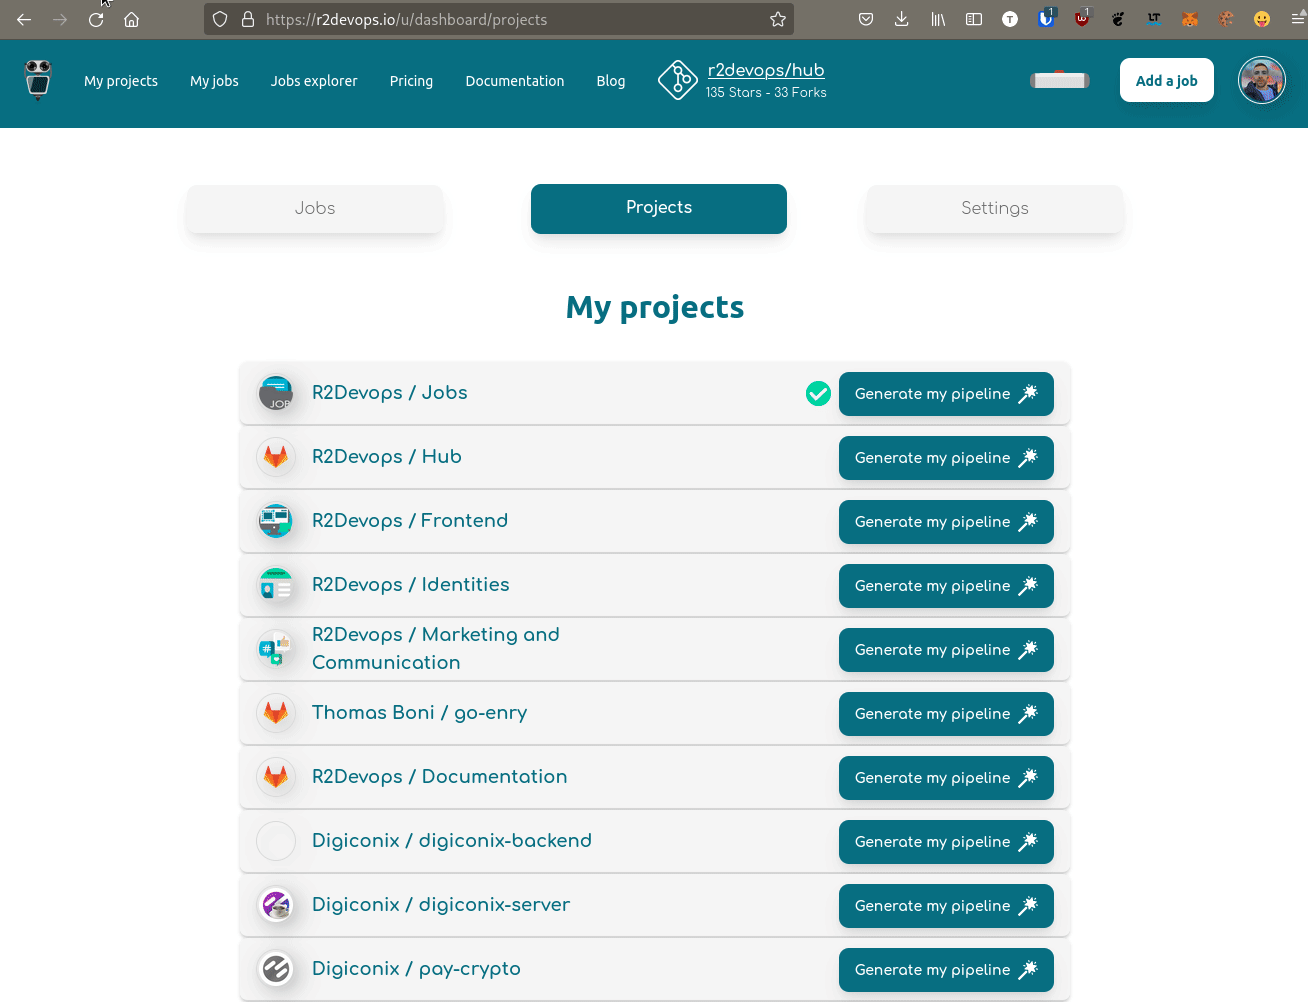 https://r2devops.io/u/dashboard/projects
T
1
1
LT
My projects
My jobs
Jobs explorer
Pricing
Documentation
Blog
r2devops/hub
135 Stars - 33 Forks
Add a job
Jobs
Projects
Settings
My projects
JOB
R2Devops / Jobs
Generate my pipeline
R2Devops / Hub
Generate my pipeline
R2Devops / Frontend
Generate my pipeline
R2Devops / Identities
Generate my pipeline
#
R2Devops / Marketing and
Communication
Generate my pipeline
Thomas Boni / go-enry
Generate my pipeline
R2Devops / Documentation
Generate my pipeline
Digiconix / digiconix-backend
Generate my pipeline
Digiconix / digiconix-server
Generate my pipeline
Digiconix / pay-crypto
Generate my pipeline